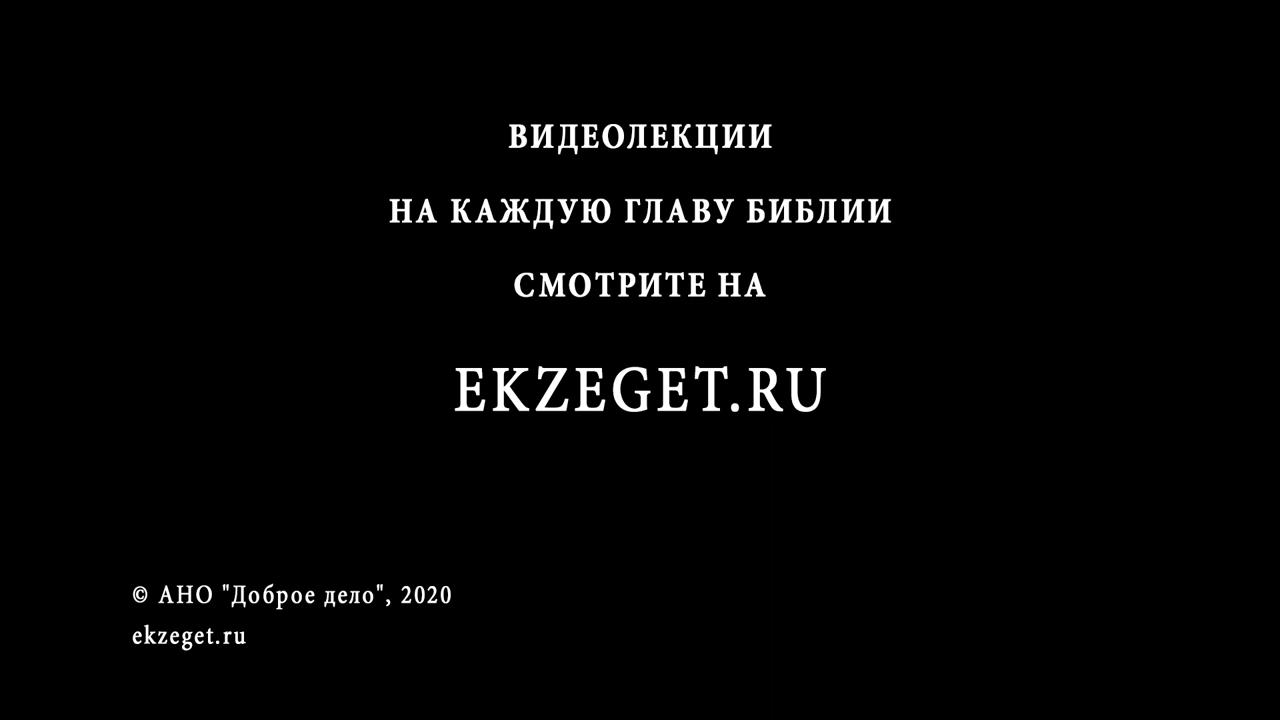 ВИДЕОЛЕКЦИИ
НА КАЖДУЮ ГЛАВУ БИБЛИИ
СМОТРИТЕ НА
EKZEGET.RU
© АНО "Доброе дело", 2020
ekzeget.ru